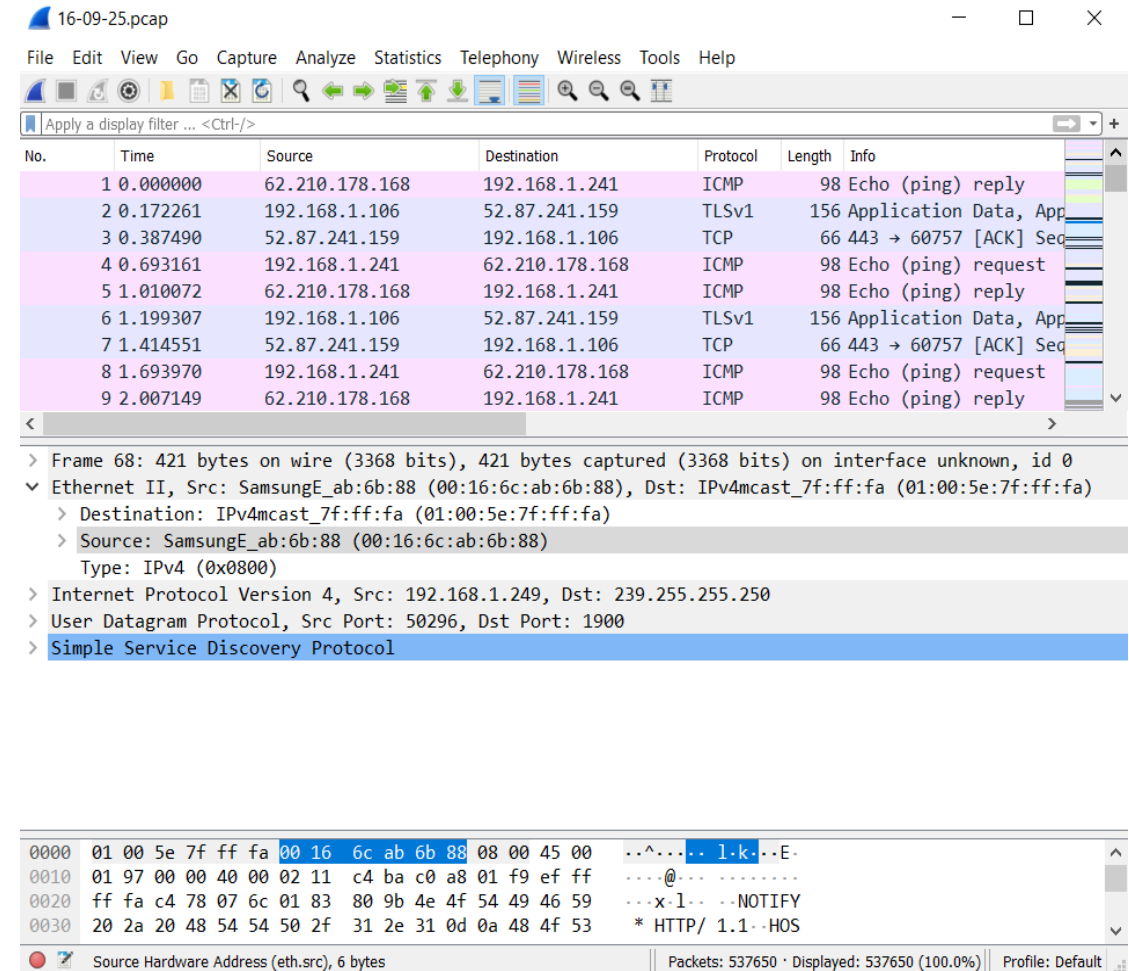 16-09-25.pcap
File Edit View Go Capture Analyze Statistics Telephony Wireless Tools Help
Apply a display filter ... <Ctrl-/>
No. Time Source Destination Protocol Length Info
1 0.000000 62.210.178.168 192.168.1.241 ICMP 98 Echo (ping) reply
2 0.172261 192.168.1.106 52.87.241.159 TLSv1 156 Application Data, App
3 0.387490 52.87.241.159 192.168.1.106 TCP 66 443 → 60757 [ACK] Seq
4 0.693161 192.168.1.241 62.210.178.168 ICMP 98 Echo (ping) request
5 1.010072 62.210.178.168 192.168.1.241 ICMP 98 Echo (ping) reply
6 1.199307 192.168.1.106 52.87.241.159 TLSv1 156 Application Data, App
7 1.414551 52.87.241.159 192.168.1.106 TCP 66 443 → 60757 [ACK] Seq
8 1.693970 192.168.1.241 62.210.178.168 ICMP 98 Echo (ping) request
9 2.007149 62.210.178.168 192.168.1.241 ICMP 98 Echo (ping) reply
Frame 68: 421 bytes on wire (3368 bits), 421 bytes captured (3368 bits) on interface unknown, id 0
Ethernet II, Src: SamsungE_ab:6b:88 (00:16:6c:ab:6b:88), Dst: IPv4mcast_7f:ff:fa (01:00:5e:7f:ff:fa)
Destination: IPv4mcast_7f:ff:fa (01:00:5e:7f:ff:fa)
Source: SamsungE_ab:6b:88 (00:16:6c:ab:6b:88)
Type: IPv4 (0x0800)
Internet Protocol Version 4, Src: 192.168.1.249, Dst: 239.255.255.250
User Datagram Protocol, Src Port: 50296, Dst Port: 1900
Simple Service Discovery Protocol
0000 01 00 5e 7f ff fa 00 16 6c ab 6b 88 08 00 45 00 ··^····· l·k···E·
0010 01 97 00 00 40 00 02 11 c4 ba c0 a8 01 f9 ef ff ····@··· ········
0020 ff fa c4 78 07 6c 01 83 80 9b 4e 4f 54 49 46 59 ···x·l·· ··NOTIFY
0030 20 2a 20 48 54 54 50 2f 31 2e 31 0d 0a 48 4f 53 * HTTP/ 1.1··HOS
Source Hardware Address (eth.src), 6 bytes Packets: 537650 · Displayed: 537650 (100.0%) Profile: Default